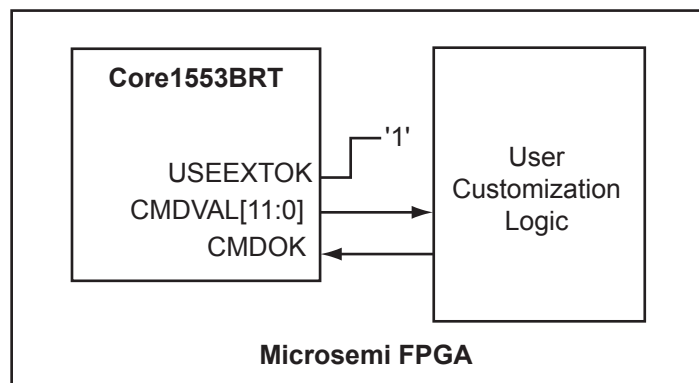 Core1553BRT
USEEXTOK
'1'
CMDVAL[11:0]
CMDOK
User
Customization
Logic
Microsemi FPGA